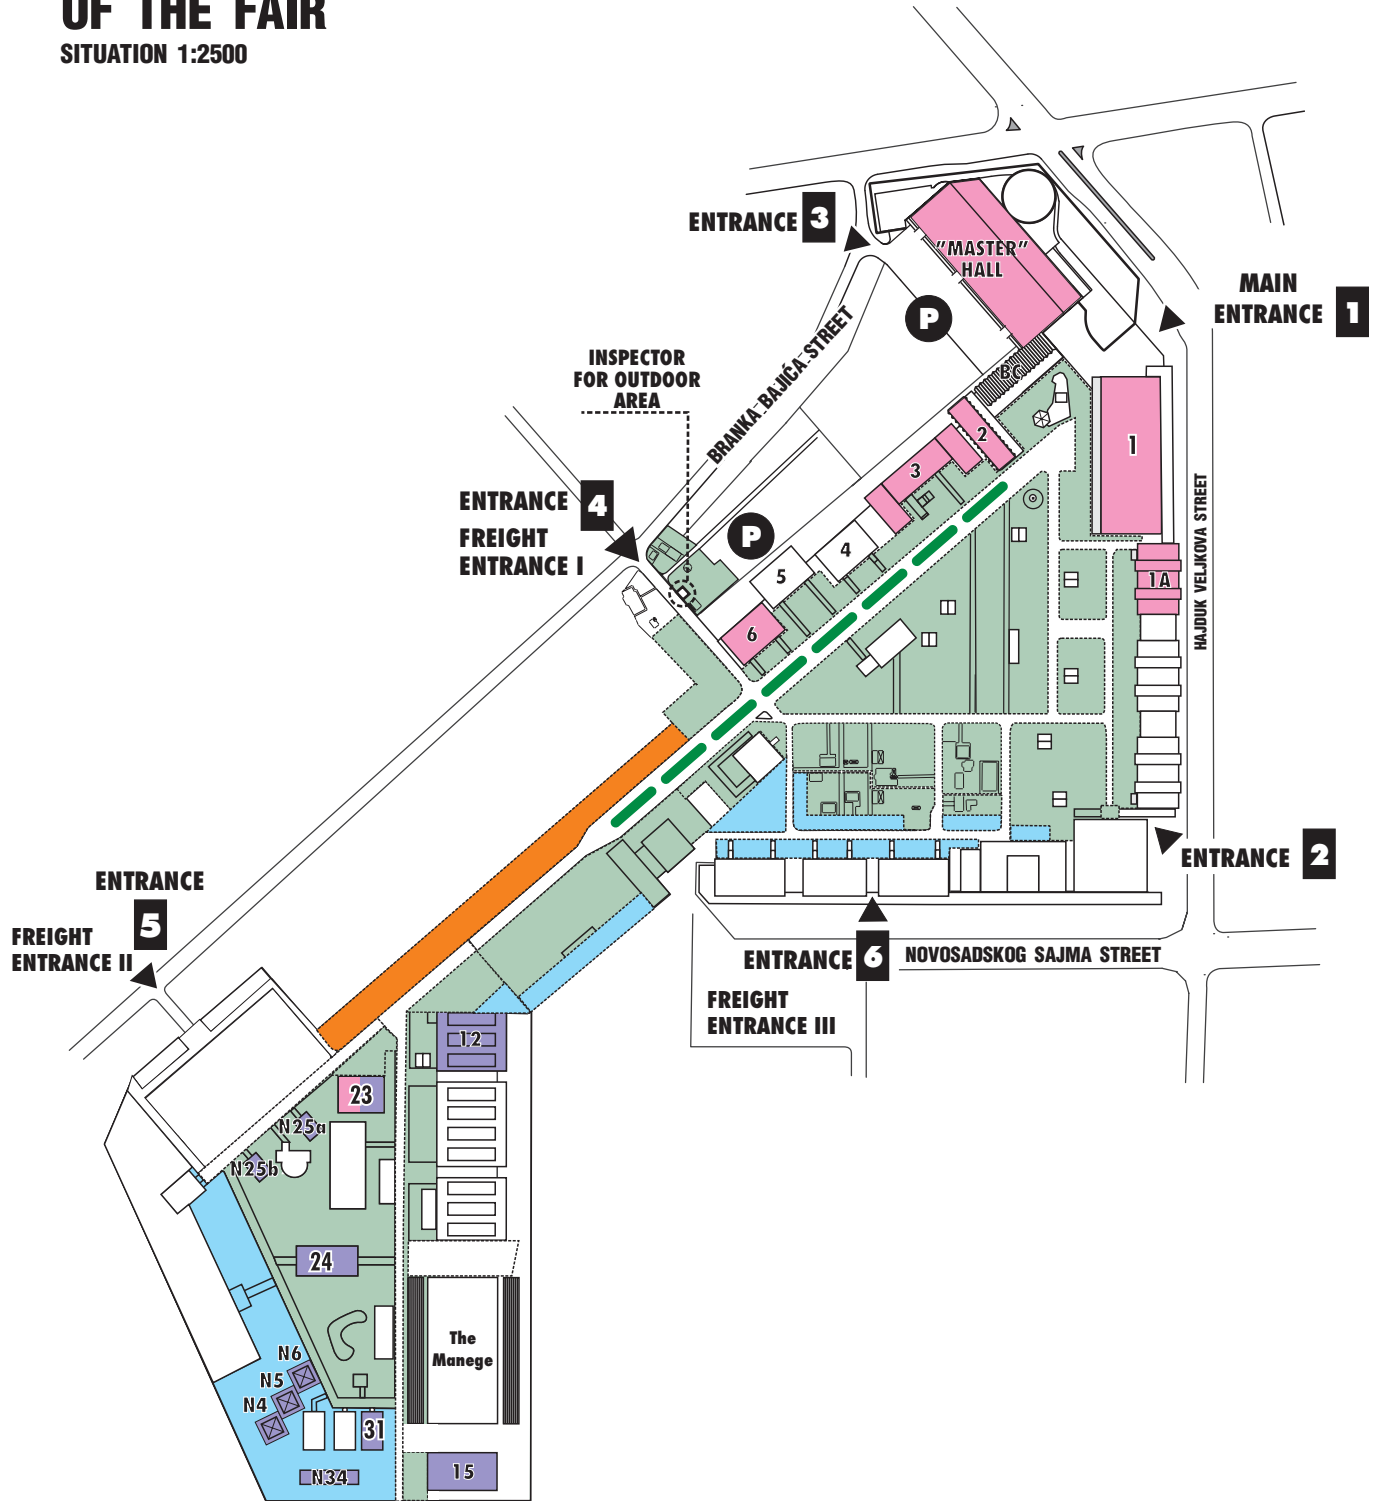 OF THE FAIR
SITUATION 1:2500
ENTRANCE 3
"MASTER"
HALL
MAIN
ENTRANCE 1
P
INSPECTOR
FOR OUTDOOR
AREA
BRANKA BAJIĆA STREET
BC
2
1
3
HAJDUK VELJKOVA STREET
ENTRANCE 4
FREIGHT
ENTRANCE I
P
4
5
1A
6
ENTRANCE 2
ENTRANCE
5
FREIGHT
ENTRANCE II
ENTRANCE 6
NOVOSADSKOG SAJMA STREET
FREIGHT
ENTRANCE III
12
23
N25a
N25b
24
The
Manege
N6
N5
N4
31
N34
15